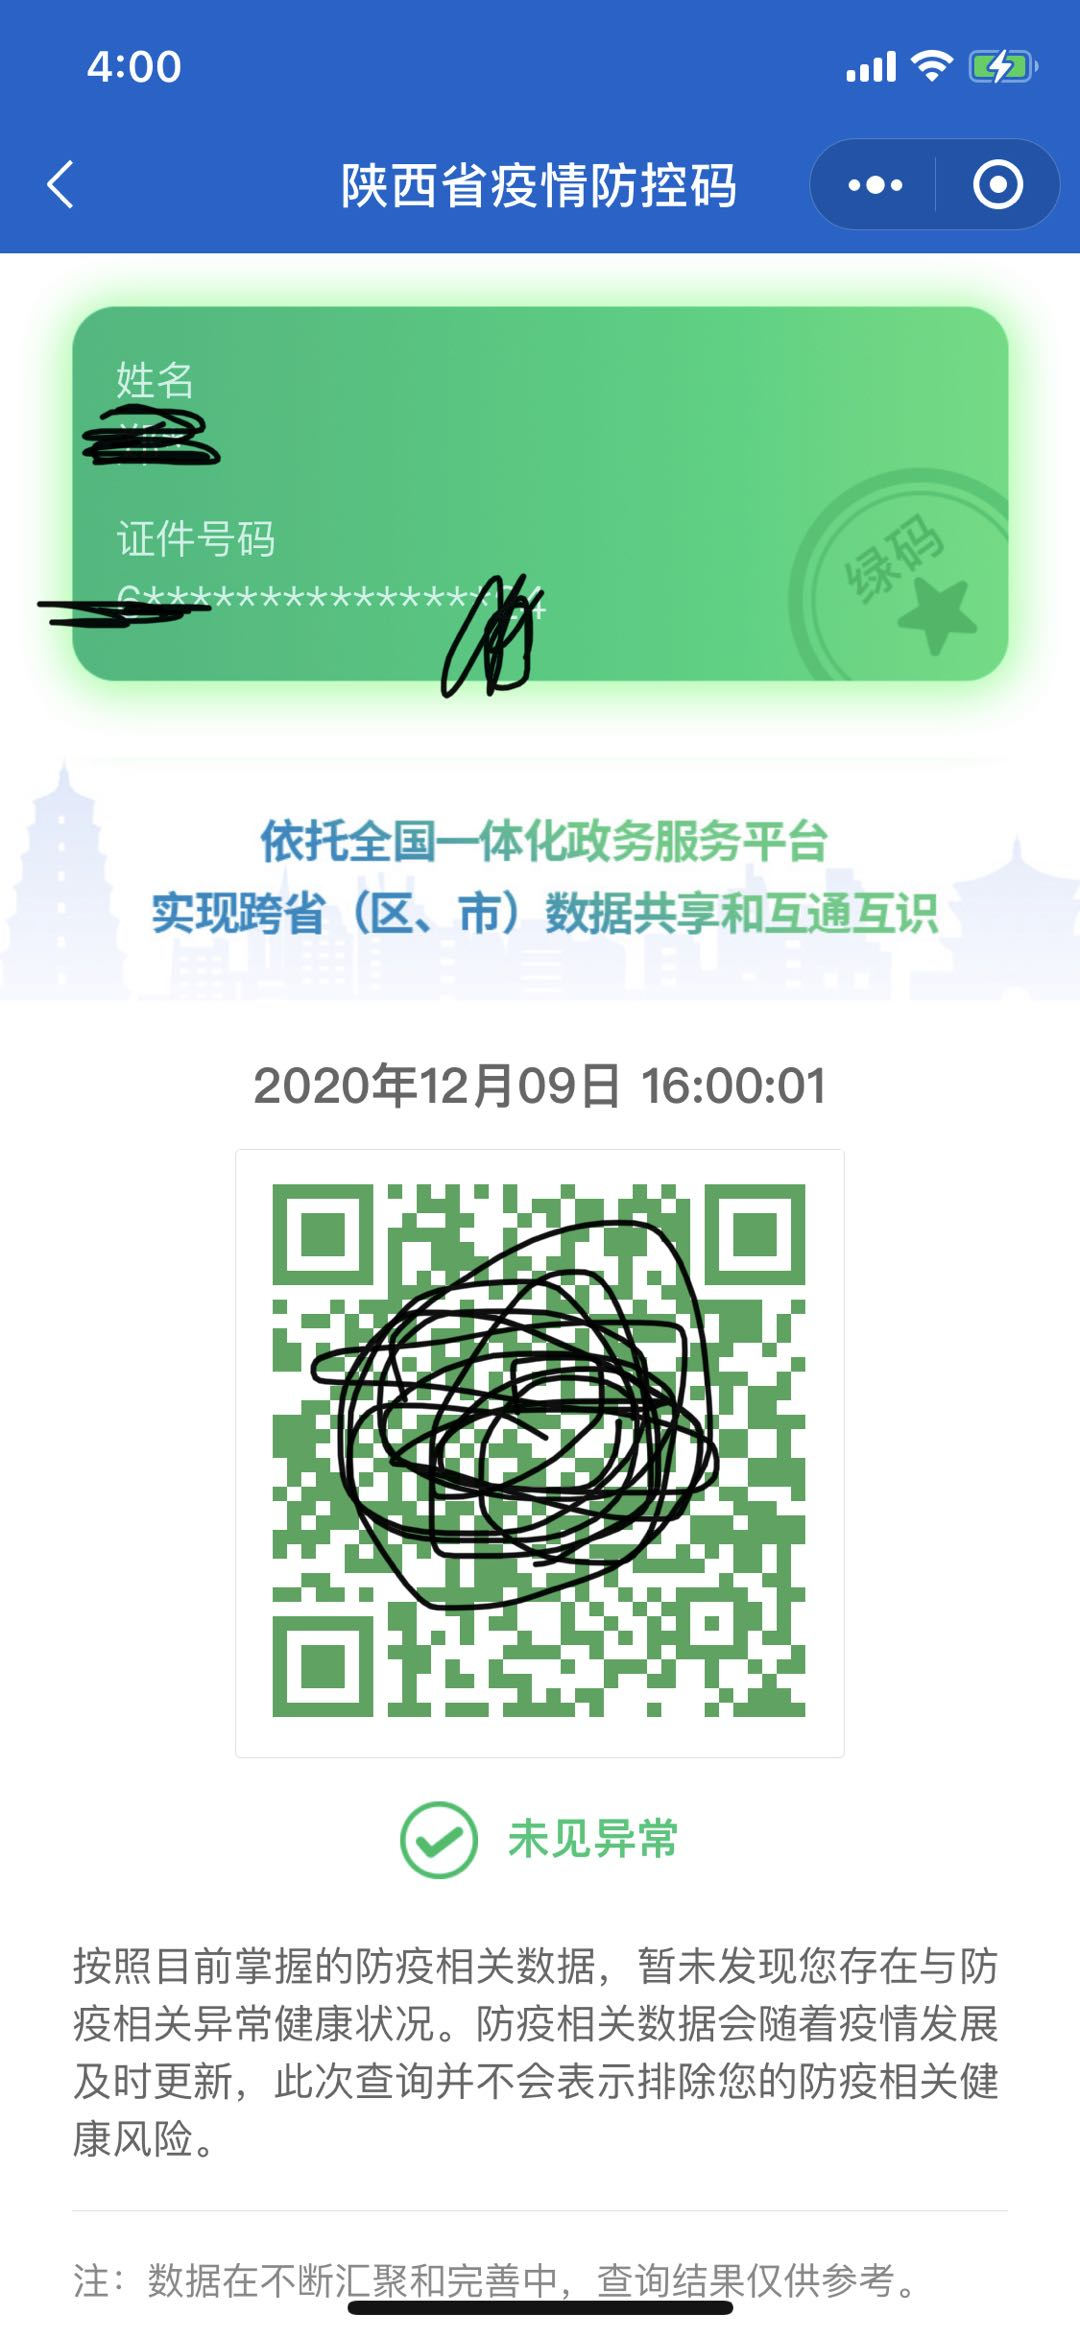 4:00
陕西省疫情防控码
姓名
证件号码
6***************24
绿码
依托全国一体化政务服务平台
实现跨省（区、市）数据共享和互通互识
2020年12月09日 16:00:01
未见异常
按照目前掌握的防疫相关数据，暂未发现您存在与防
疫相关异常健康状况。防疫相关数据会随着疫情发展
及时更新，此次查询并不会表示排除您的防疫相关健
康风险。
注：数据在不断汇聚和完善中，查询结果仅供参考。